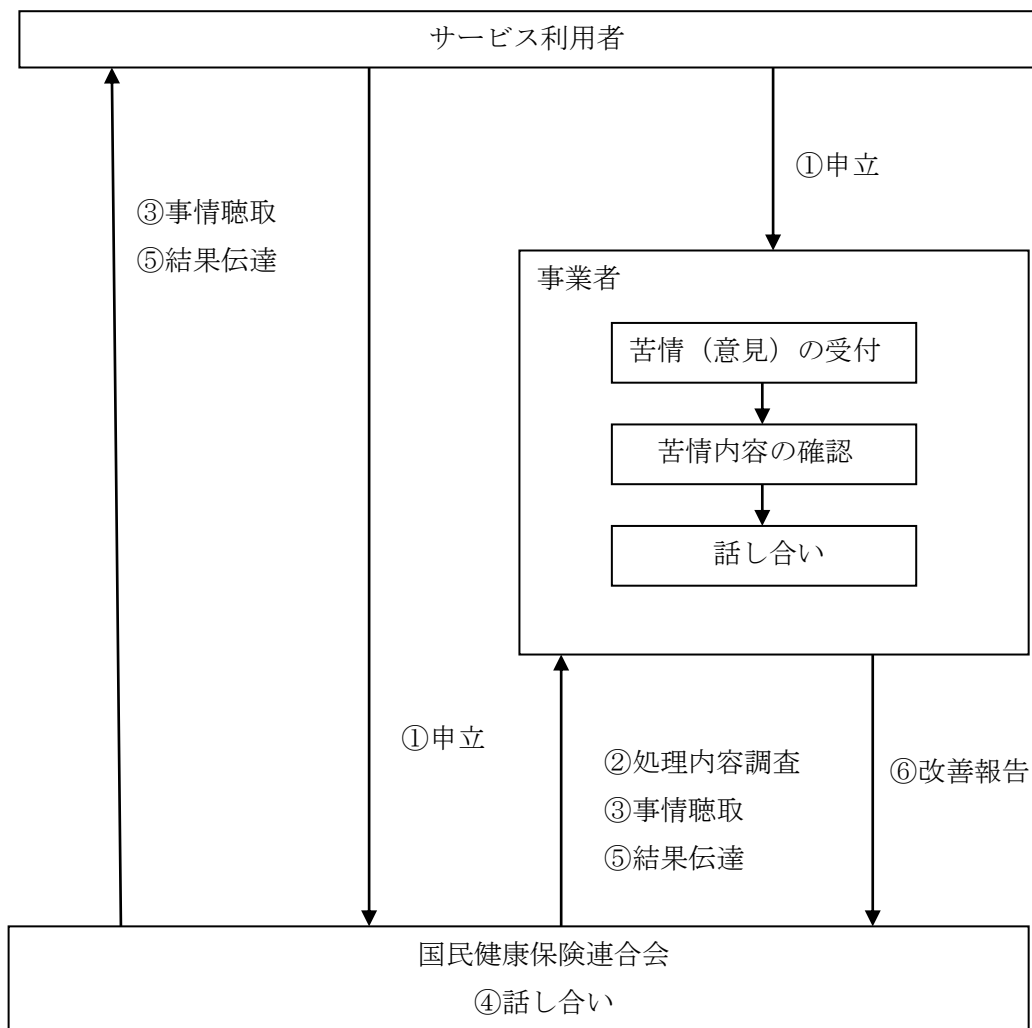 サービス利用者
①申立
③事情聴取
⑤結果伝達
事業者
苦情（意見）の受付
苦情内容の確認
話し合い
①申立
②処理内容調査
③事情聴取
⑤結果伝達
⑥改善報告
国民健康保険連合会
④話し合い